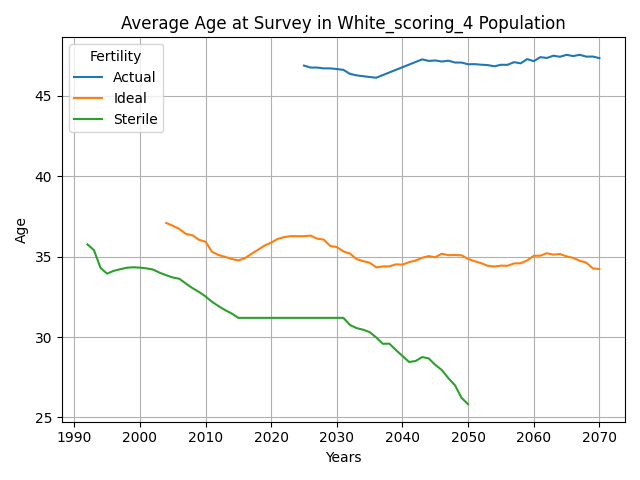 Average Age at Survey in White_scoring_4 Population
Fertility
Actual
Ideal
Sterile
Age
45
40
35
30
25
1990 2000 2010 2020 2030 2040 2050 2060 2070
Years